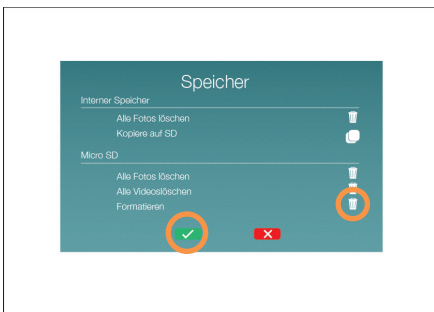 Speicher
Interner Speicher
Alle Fotos löschen
Kopiere auf SD
Micro SD
Alle Fotos löschen
Alle Videoslöschen
Formatieren